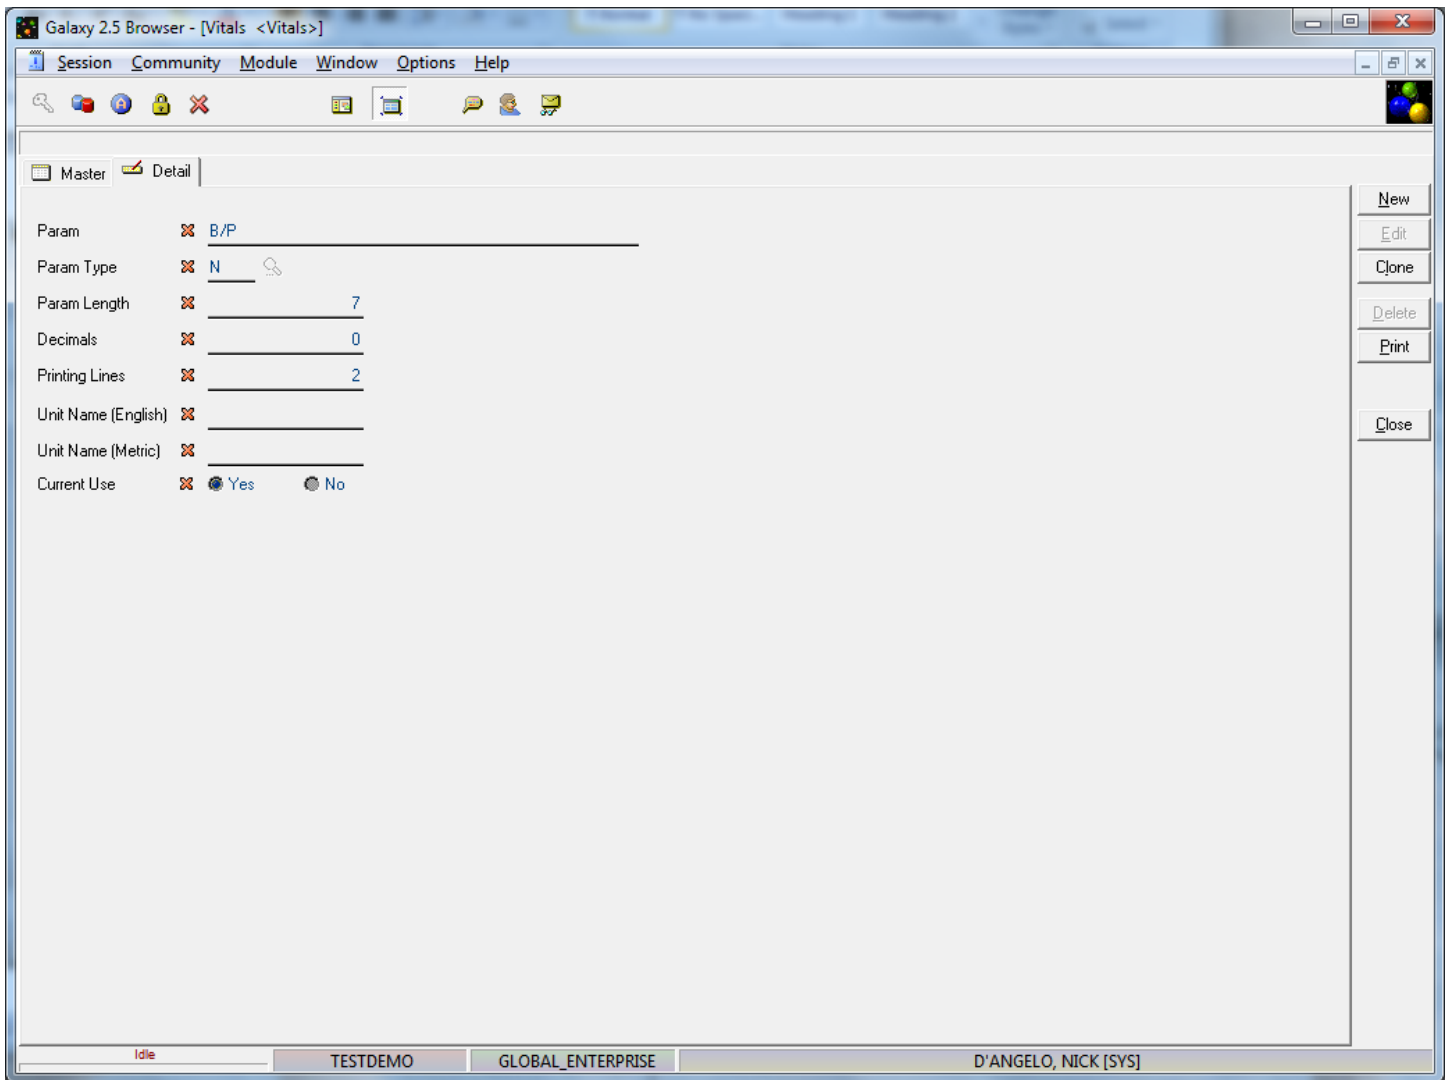 Galaxy 2.5 Browser - [Vitals <Vitals>]
Session Community Module Window Options Help
Master Detail
New
Param B/P
Edit
Param Type N
Clone
Param Length 7
Delete
Decimals 0
Print
Printing Lines 2
Unit Name (English)
Close
Unit Name (Metric)
Current Use Yes No
Idle TESTDEMO GLOBAL_ENTERPRISE D'ANGELO, NICK [SYS]